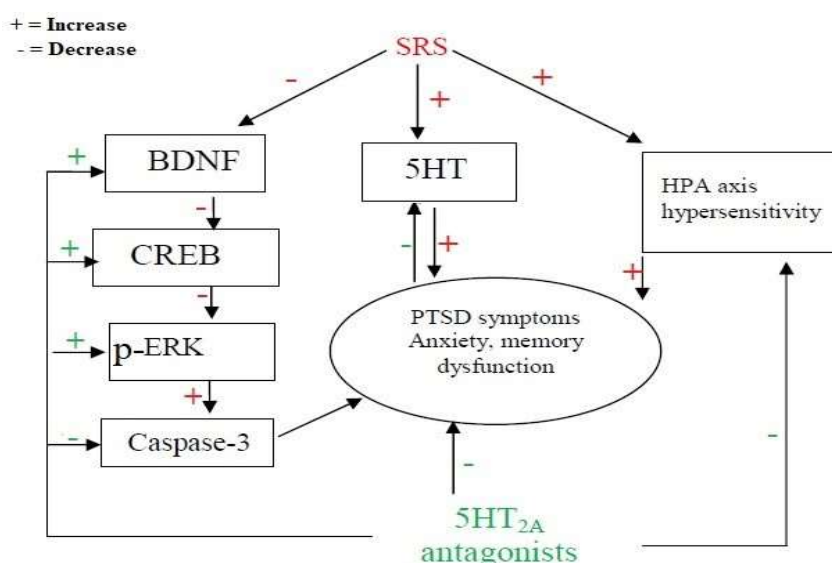 + = Increase
- = Decrease
SRS
-
+
+
+
BDNF
5HT
HPA axis
hypersensitivity
-
+
CREB
-
+
+
-
PTSD symptoms
Anxiety, memory
dysfunction
+
p-ERK
+
-
Caspase-3
-
-
5HT2A
antagonists